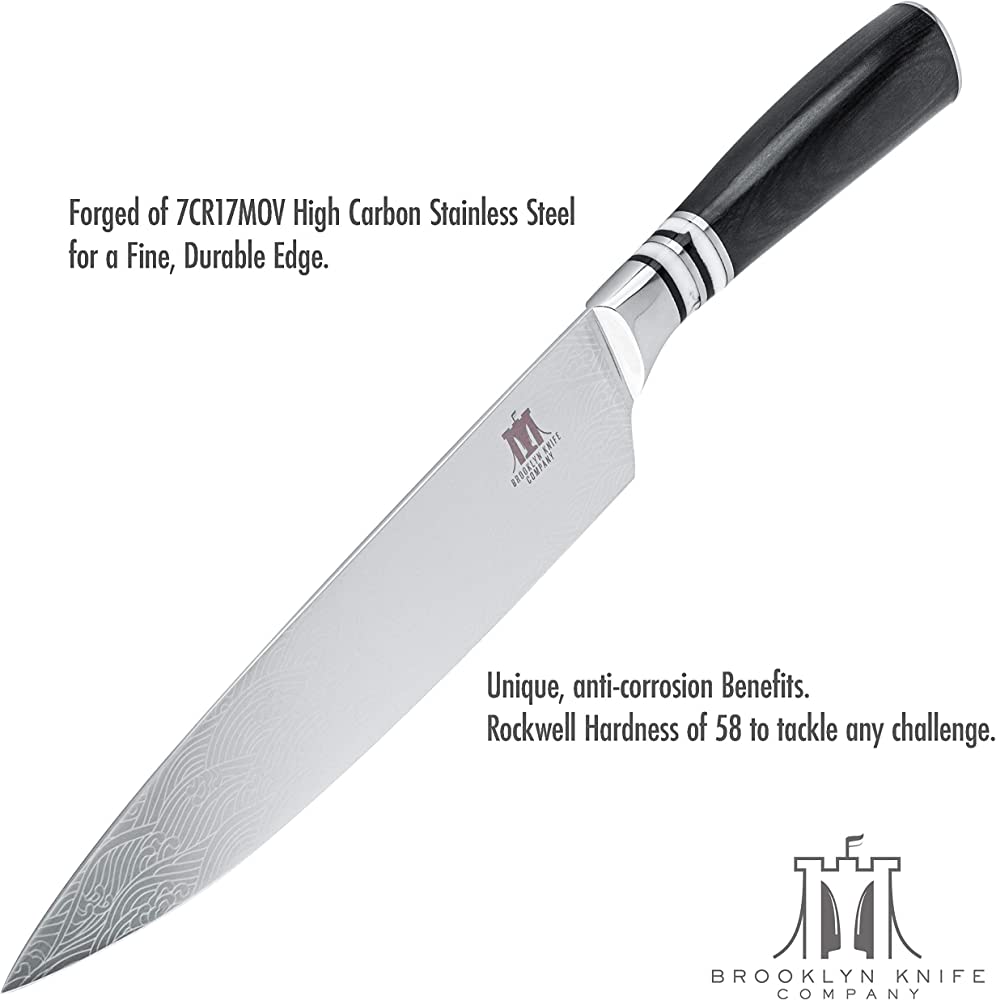 Forged of 7CR17MOV High Carbon Stainless Steel
for a Fine, Durable Edge.
BROOKLYN KNIFE
COMPANY
Unique, anti-corrosion Benefits.
Rockwell Hardness of 58 to tackle any challenge.
BROOKLYN KNIFE
COMPANY